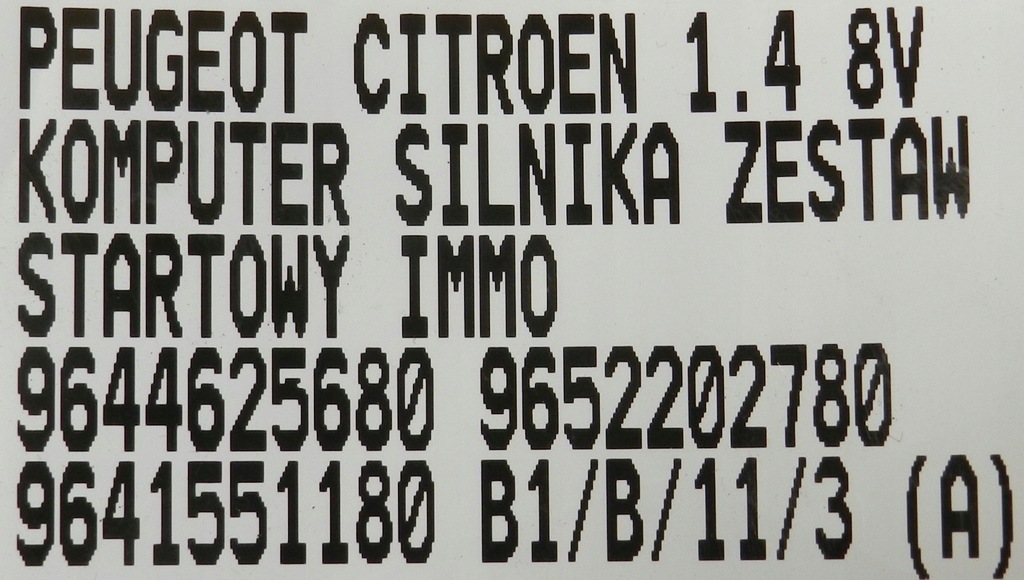 PEUGEOT CITROEN 1.4 8V
KOMPUTER SILNIKA ZESTAW
STARTOWY IMMO
9644625680 9652202780
9641551180 B1/B/11/3 (A)